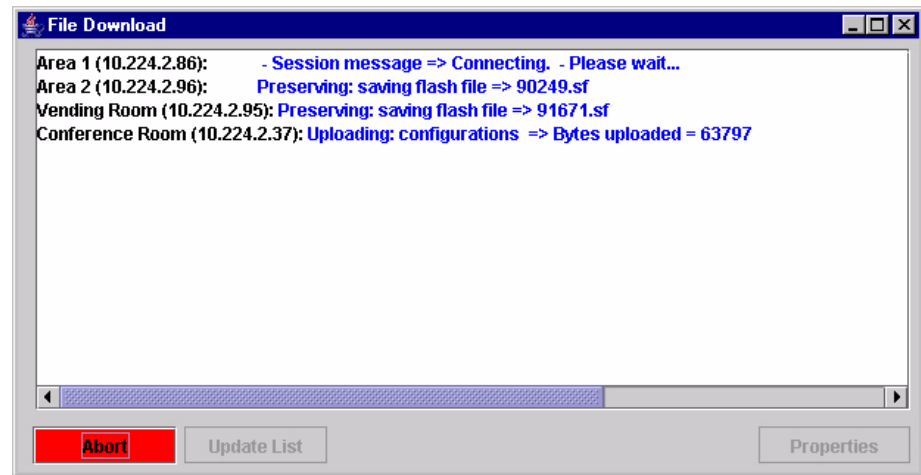 File Download
Area 1 (10.224.2.86): - Session message => Connecting. - Please wait...
Area 2 (10.224.2.96): Preserving: saving flash file => 90249.sf
Vending Room (10.224.2.95): Preserving: saving flash file => 91671.sf
Conference Room (10.224.2.37): Uploading: configurations => Bytes uploaded = 63797
Abort Update List Properties